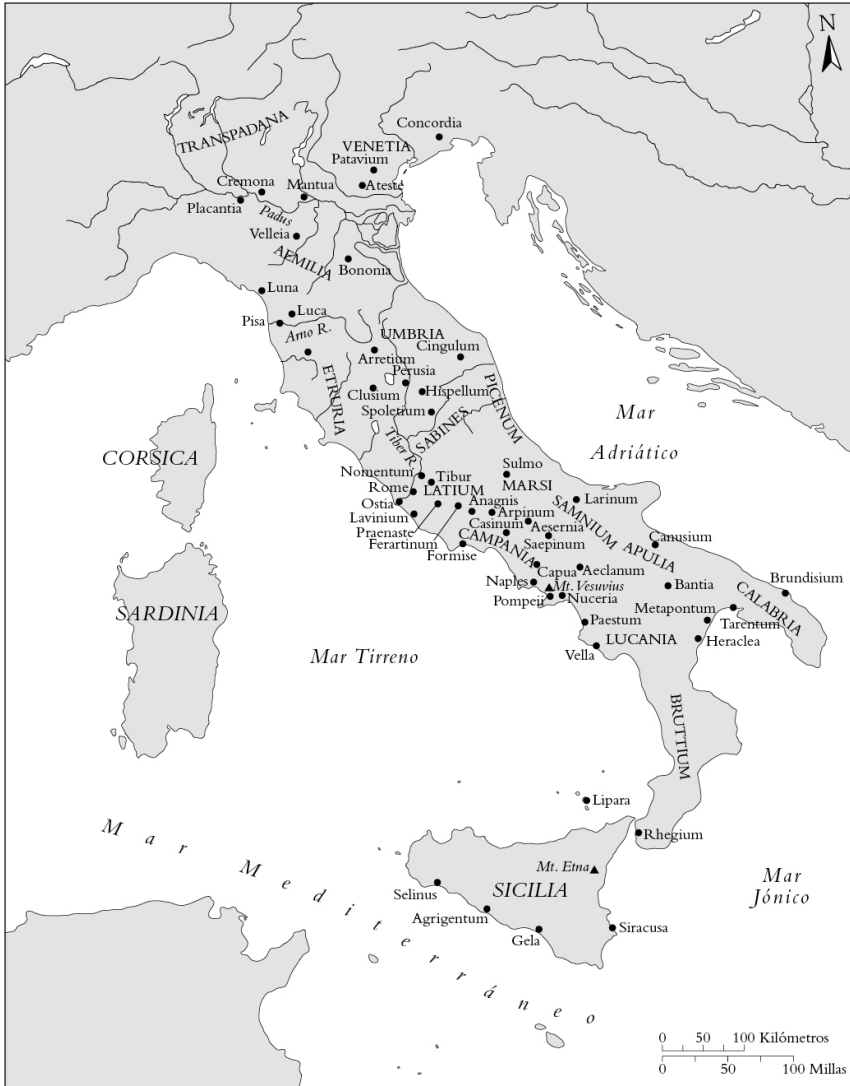 N
Concordia
TRANSPADANA
VENETIA
Patavium
Ateste
Cremona
Mantua
Placantia
Padus
Velleia
AEMILIA
Bononia
Luna
Luca
Pisa
Arno R.
UMBRIA
Cingulum
Arretium
Perusia
ETRURIA
Clusium
Hispellum
PICENUM
Spoletium
SABINES
Tiber R.
Mar
Adriático
CORSICA
Nomentum
Tibur
Sulmo
MARSI
Rome
LATIUM
Ostia
Anagnis
Larinum
Lavinium
Arpinum
SAMNIUM
Praenaste
Casinum
Aesernia
Ferartinum
Saepinum
APULIA
Canusium
Formise
CAMPANIA
Capua
Aeclanum
Naples
Mt. Vesuvius
Bantia
Brundisium
Pompeii
Nuceria
Metapontum
CALABRIA
SARDINIA
Paestum
Tarentum
LUCANIA
Heraclea
Vella
Mar Tirreno
BRUTTIUM
Lipara
Rhegium
Mar Mediterráneo
Mt. Etna
SICILIA
Mar
Jónico
Selinus
Agrigentum
Gela
Siracusa
0 50 100 Kilómetros
0 50 100 Millas